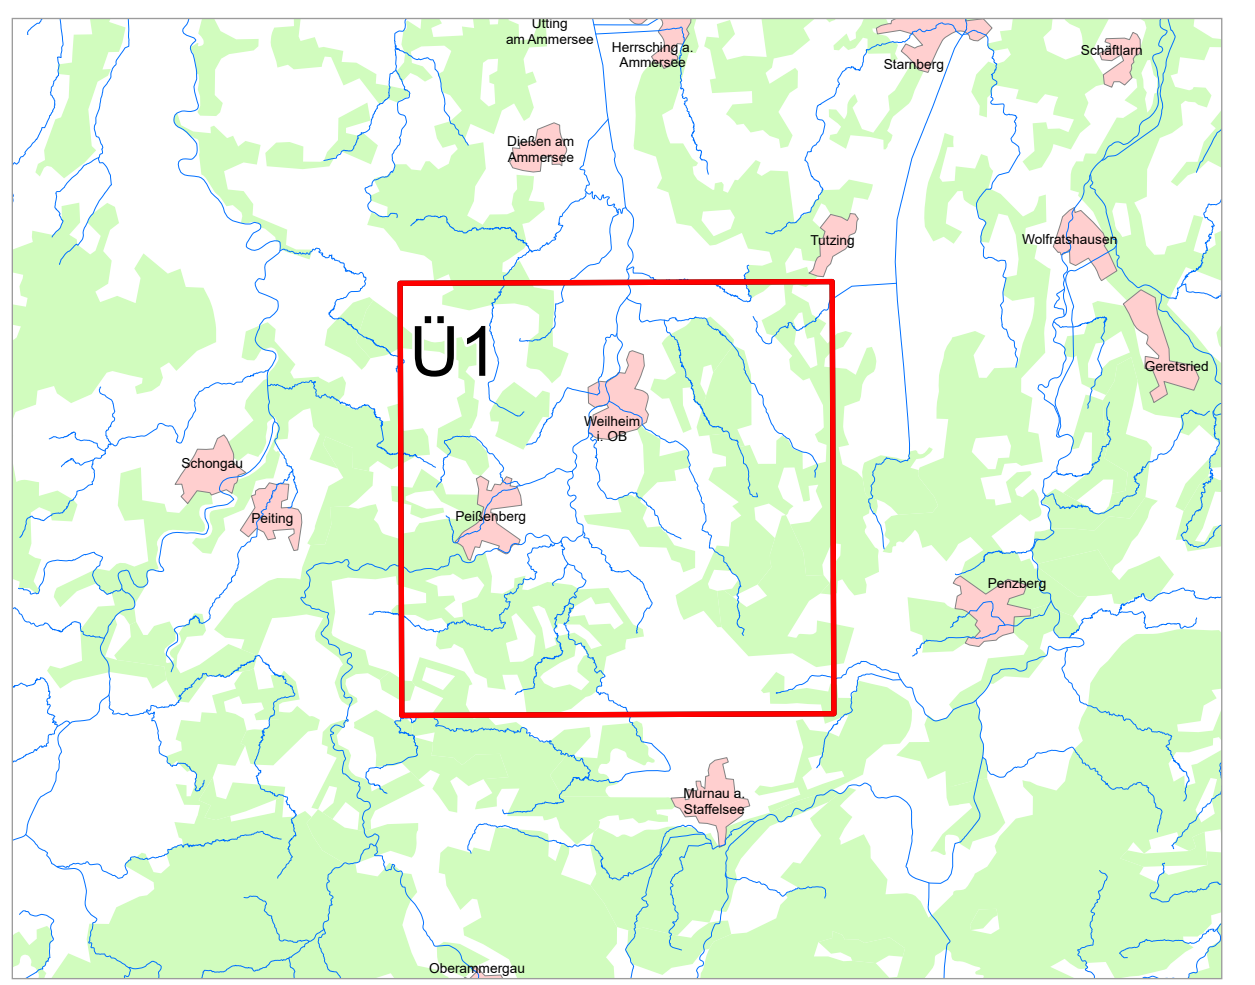 Utting
am Ammersee
Herrsching a.
Ammersee
Starnberg
Schäftlarn
Dießen am
Ammersee
Tutzing
Wolfratshausen
Ü1
Geretsried
Weilheim
i. OB
Schongau
Peiting
Peißenberg
Penzberg
Murnau a.
Staffelsee
Oberammergau